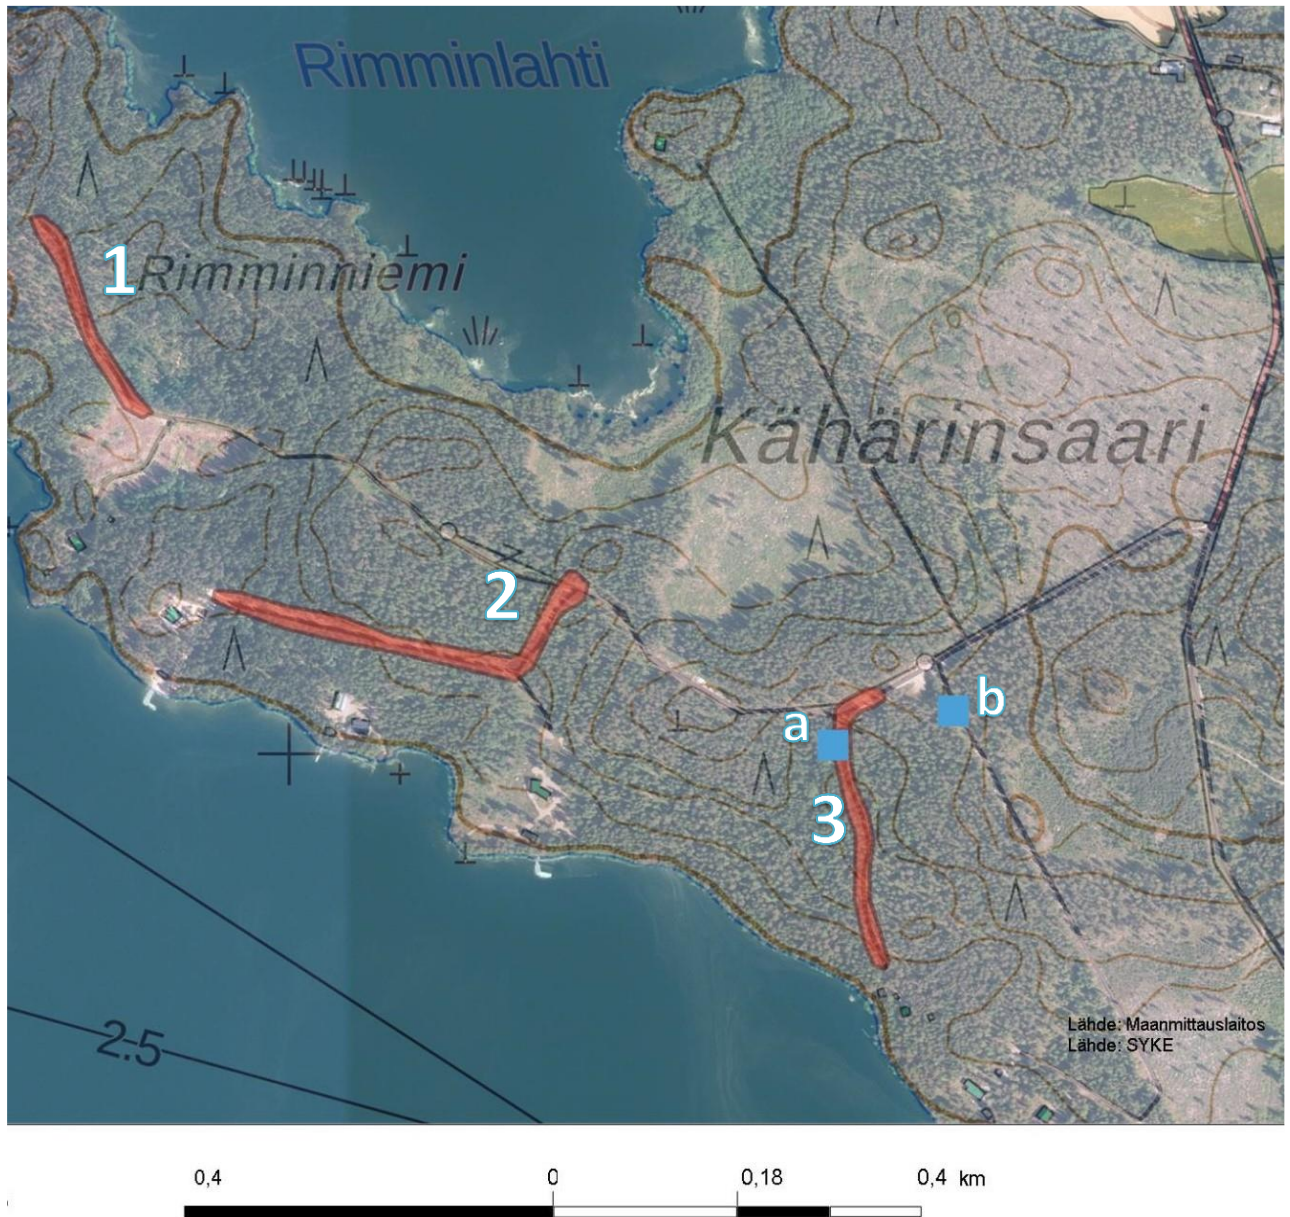 Rimminlahti
1
Rimminniemi
Kähärinsaari
2
a
b
3
Lähde: Maanmittauslaitos
Lähde: SYKE
2.5
0,4 0 0,18 0,4 km